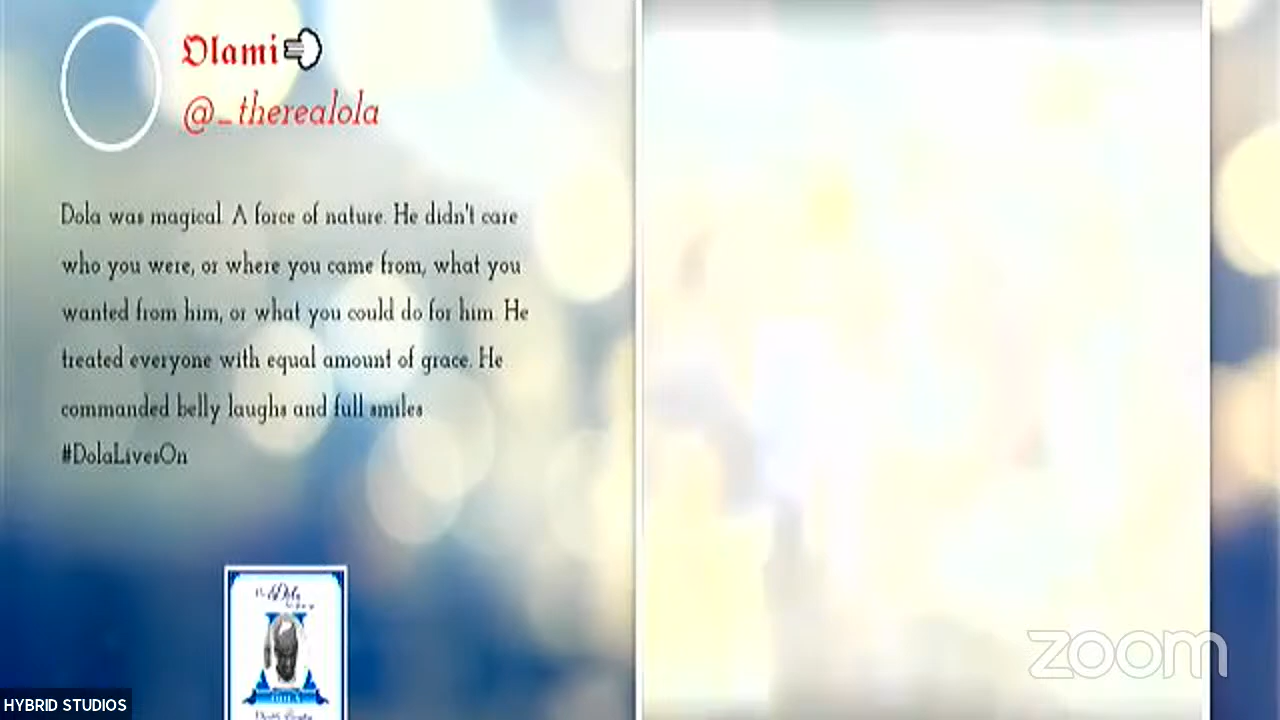 Olami
@_therealola
Dola was magical. A force of nature. He didn't care
who you were, or where you came from, what you
wanted from him, or what you could do for him. He
treated everyone with equal amount of grace. He
commanded belly laughs and full smiles
#DolaLivesOn
Dola
zoom
HYBRID STUDIOS